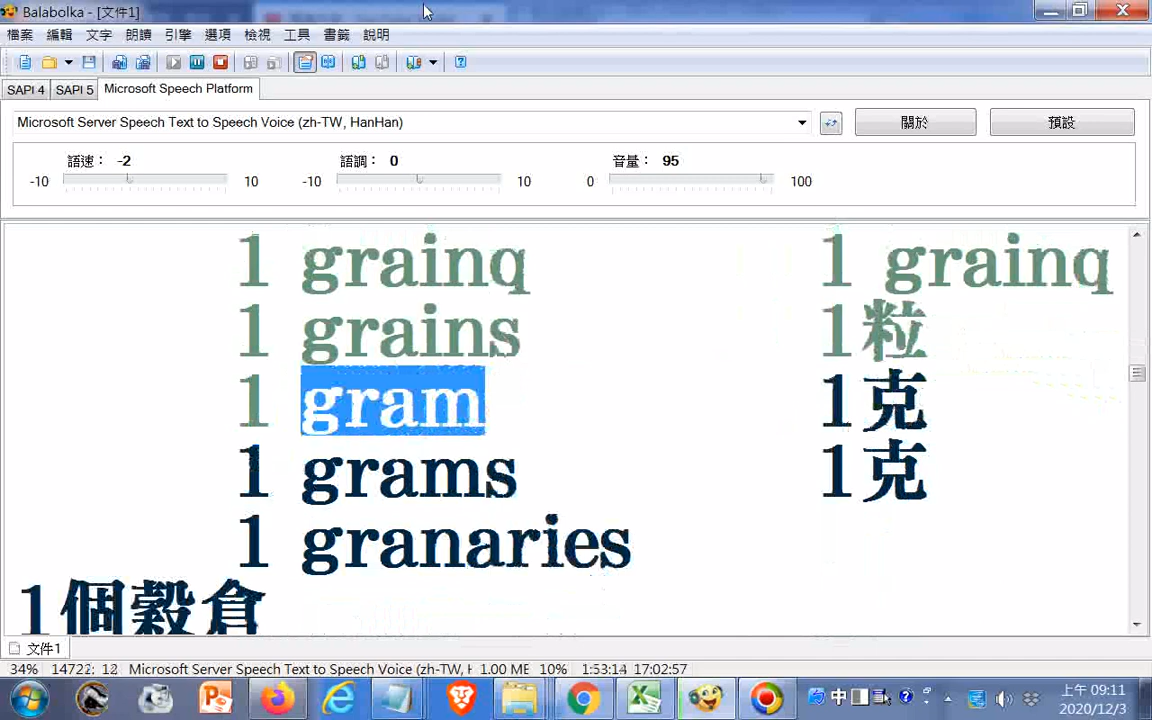 Balabolka - [文件1]
檔案 編輯 文字 朗讀 引擎 選項 檢視 工具 書籤 說明
SAPI 4 SAPI 5 Microsoft Speech Platform
Microsoft Server Speech Text to Speech Voice (zh-TW, HanHan) 關於 預設
語速： -2 語調： 0 音量： 95
-10 10 -10 10 0 100
1 grainq 1 grainq
1 grains 1粒
1 gram 1克
1 grams 1克
1 granaries
1個穀倉
文件1
34% 14722: 12 Microsoft Server Speech Text to Speech Voice (zh-TW, H 1.00 ME 10% 1:53:14 17:02:57
中 上午 09:11
2020/12/3